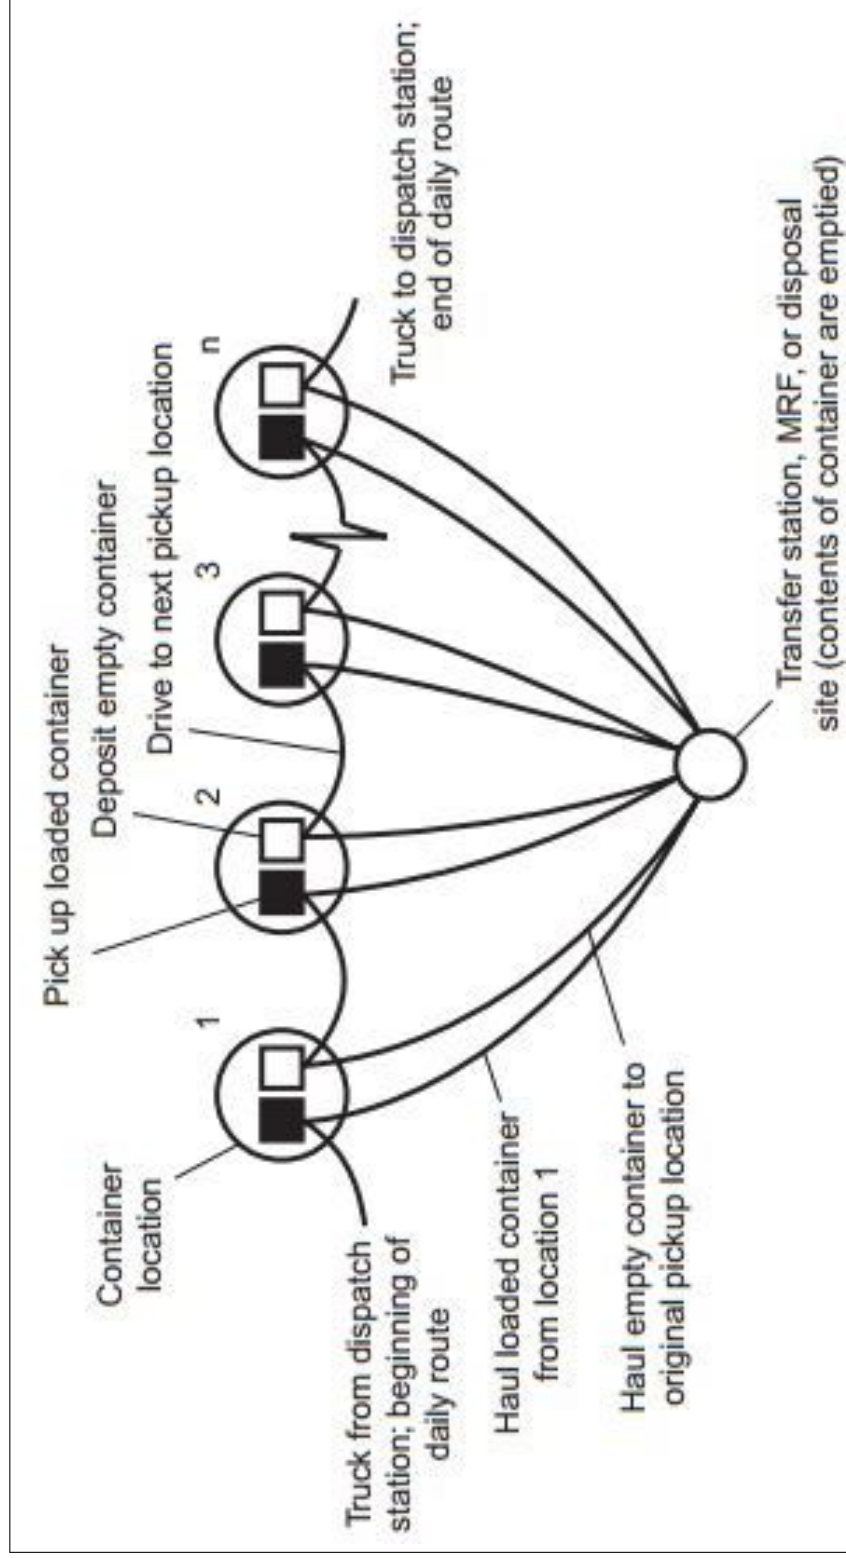 Pick up loaded container
Deposit empty container
Drive to next pickup location
Container
location
1
2
3
n
Truck from dispatch
station; beginning of
daily route
Truck to dispatch station;
end of daily route
Haul loaded container
from location 1
Haul empty container to
original pickup location
Transfer station, MRF, or disposal
site (contents of container are emptied)